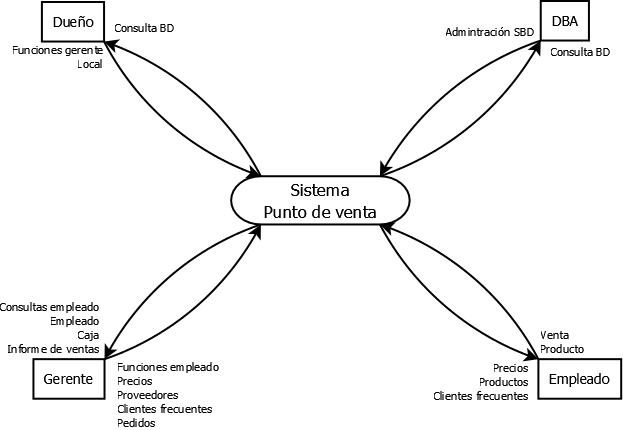 Dueño
Consulta BD
Funciones gerente
Local
DBA
Admintración SBD
Consulta BD
Sistema
Punto de venta
Consultas empleado
Empleado
Caja
Informe de ventas
Gerente
Funciones empleado
Precios
Proveedores
Clientes frecuentes
Pedidos
Venta
Producto
Precios
Productos
Clientes frecuentes
Empleado